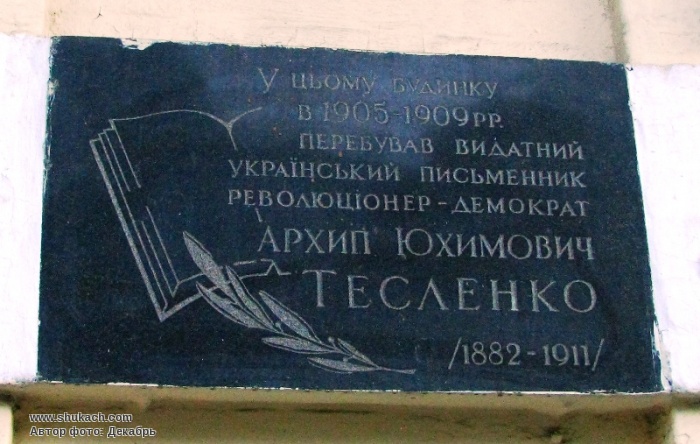 У цьому будинку
в 1905-1909 рр.
перебував видатний
український письменник
революціонер-демократ
Архип Юхимович
Тесленко
/1882-1911/
www.shukach.com
Автор фото: Декабрь